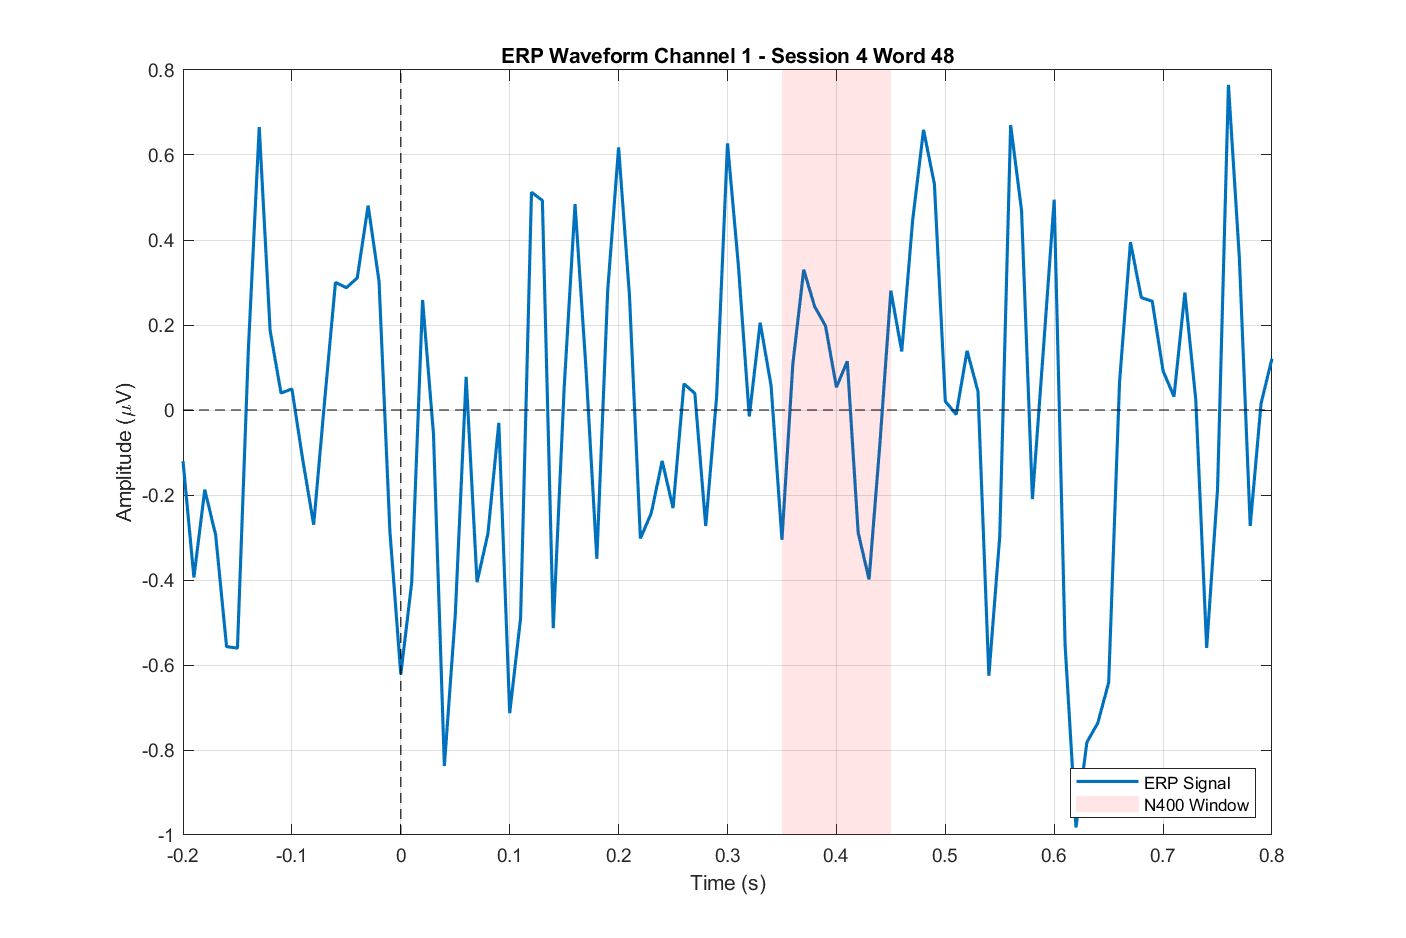 ERP Waveform Channel 1 - Session 4 Word 48
0.8
0.6
0.4
0.2
0
-0.2
-0.4
-0.6
-0.8
-1
Amplitude (μV)
ERP Signal
N400 Window
-0.2 -0.1 0 0.1 0.2 0.3 0.4 0.5 0.6 0.7 0.8
Time (s)